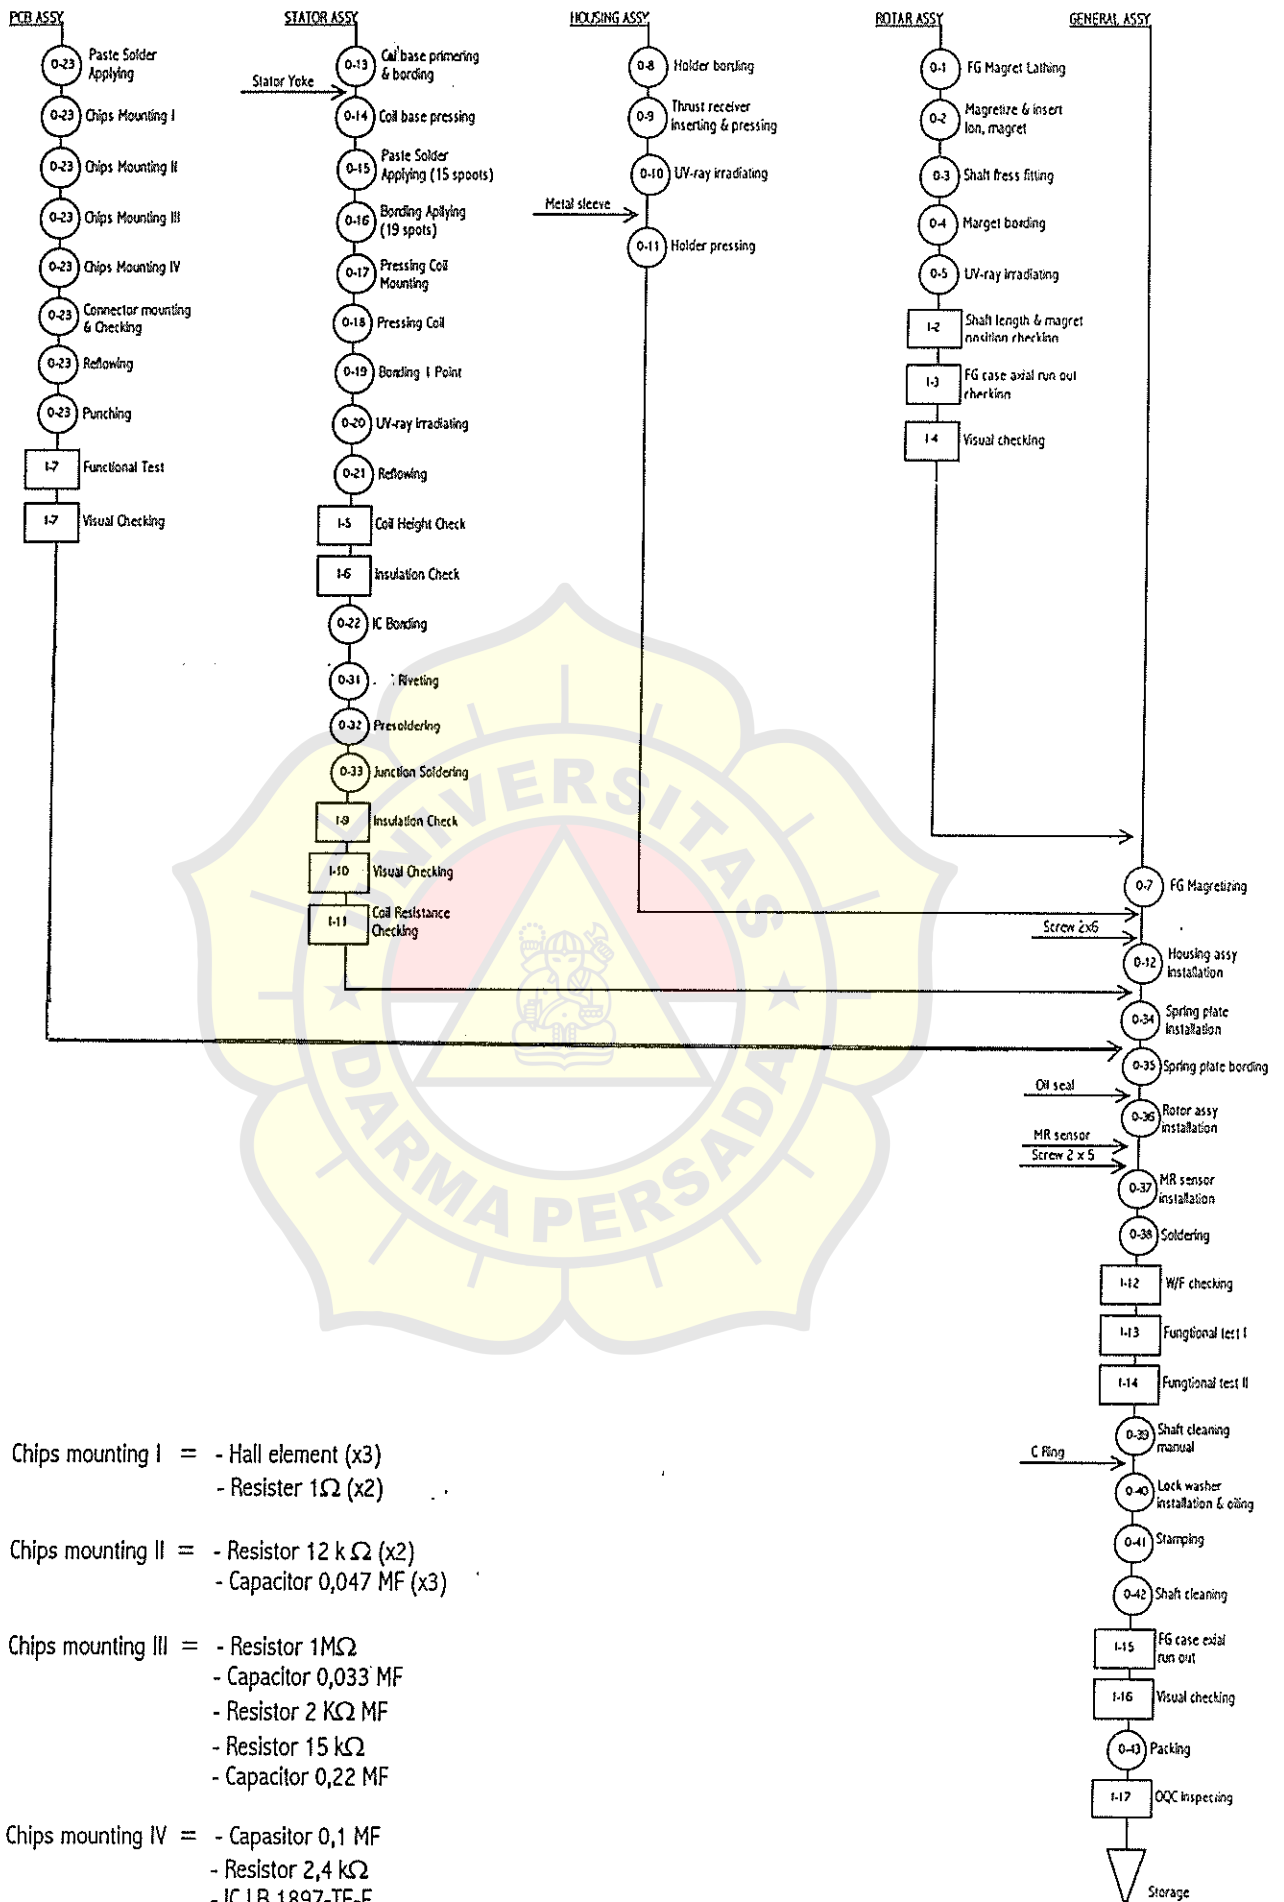 PCB ASSY
0-23 Paste Solder
Applying
0-23 Chips Mounting I
0-23 Chips Mounting II
0-23 Chips Mounting III
0-23 Chips Mounting IV
0-23 Connector mounting
& Checking
0-23 Reflowing
0-23 Punching
I-7 Functional Test
I-7 Visual Checking
STATOR ASSY
0-13 Cal base primering
& bording
Stator Yoke
0-14 Coil base pressing
0-15 Paste Solder
Applying (15 spoots)
0-16 Bording Aplying
(19 spots)
0-17 Pressing Coil
Mounting
0-18 Pressing Coil
0-19 Bonding 1 Point
0-20 UV-ray irradiating
0-21 Reflowing
I-5 Coil Height Check
I-6 Insulation Check
0-22 IC Bonding
0-31 Riveting
0-32 Presoldering
0-33 Junction Soldering
I-9 Insulation Check
I-10 Visual Checking
I-11 Coil Resistance
Checking
HOUSING ASSY
0-8 Holder bording
0-9 Thrust receiver
inserting & pressing
0-10 UV-ray irradiating
Metal sleeve
0-11 Holder pressing
ROTAR ASSY
0-1 FG Magret Lathing
0-2 Magretize & insert
Ion, magret
0-3 Shaft fress fitting
0-4 Marget bording
0-5 UV-ray irradiating
I-2 Shaft length & magret
position checking
I-3 FG case axial run out
checking
I-4 Visual checking
GENERAL ASSY
0-7 FG Magretizing
Screw 2x6
0-12 Housing assy
installation
0-34 Spring plate
installation
0-35 Spring plate bording
Oil seal
0-36 Rotor assy
installation
MR sensor
Screw 2 x 5
0-37 MR sensor
installation
0-38 Soldering
I-12 W/F checking
I-13 Fungtional test I
I-14 Fungtional test II
0-39 Shaft cleaning
manual
C Ring
0-40 Lock washer
installation & oiling
0-41 Stamping
0-42 Shaft cleaning
I-15 FG case exial
run out
I-16 Visual checking
0-43 Packing
I-17 OQC Inspecting
Storage
UNIVERSITAS
DARMA PERSADA
Chips mounting I = - Hall element (x3)
- Resister 1Ω (x2)
Chips mounting II = - Resistor 12 k Ω (x2)
- Capacitor 0,047 MF (x3)
Chips mounting III = - Resistor 1MΩ
- Capacitor 0,033 MF
- Resistor 2 KΩ MF
- Resistor 15 kΩ
- Capacitor 0,22 MF
Chips mounting IV = - Capasitor 0,1 MF
- Resistor 2,4 kΩ
- IC LB 1897-TE-E